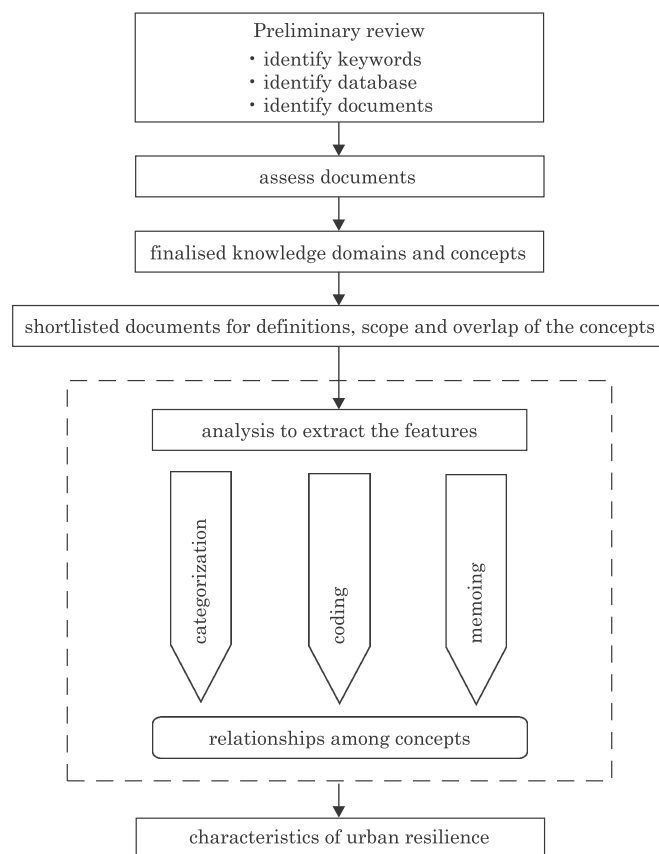 Preliminary review
· identify keywords
· identify database
· identify documents
assess documents
finalised knowledge domains and concepts
shortlisted documents for definitions, scope and overlap of the concepts
analysis to extract the features
categorization
coding
memoing
relationships among concepts
characteristics of urban resilience